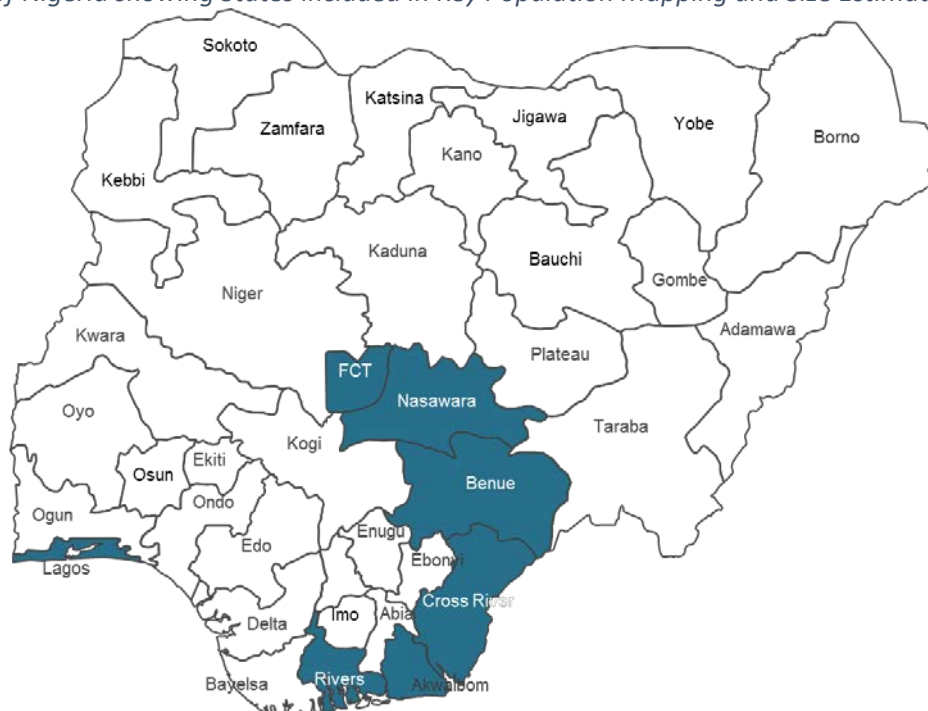 of Nigeria showing States included in Key Population Mapping and Size Estimat
Sokoto
Katsina
Jigawa
Yobe
Borno
Zamfara
Kano
Kebbi
Kaduna
Bauchi
Gombe
Niger
Adamawa
Kwara
Plateau
FCT
Nasawara
Oyo
Taraba
Kogi
Ekiti
Osun
Benue
Ondo
Ogun
Enugu
Edo
Ebonyi
Lagos
Cross River
Imo
Abia
Delta
Rivers
Bayelsa
Akwaibom